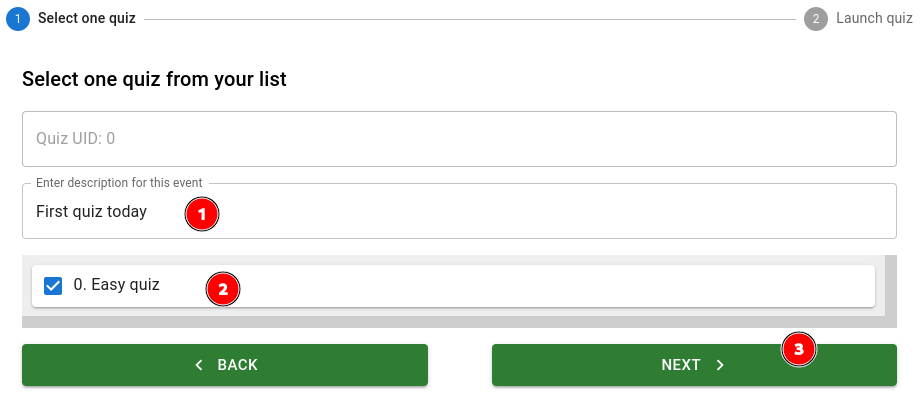 1 Select one quiz
2 Launch quiz
Select one quiz from your list
Quiz UID: 0
Enter description for this event
First quiz today 1
0. Easy quiz 2
3
BACK
NEXT